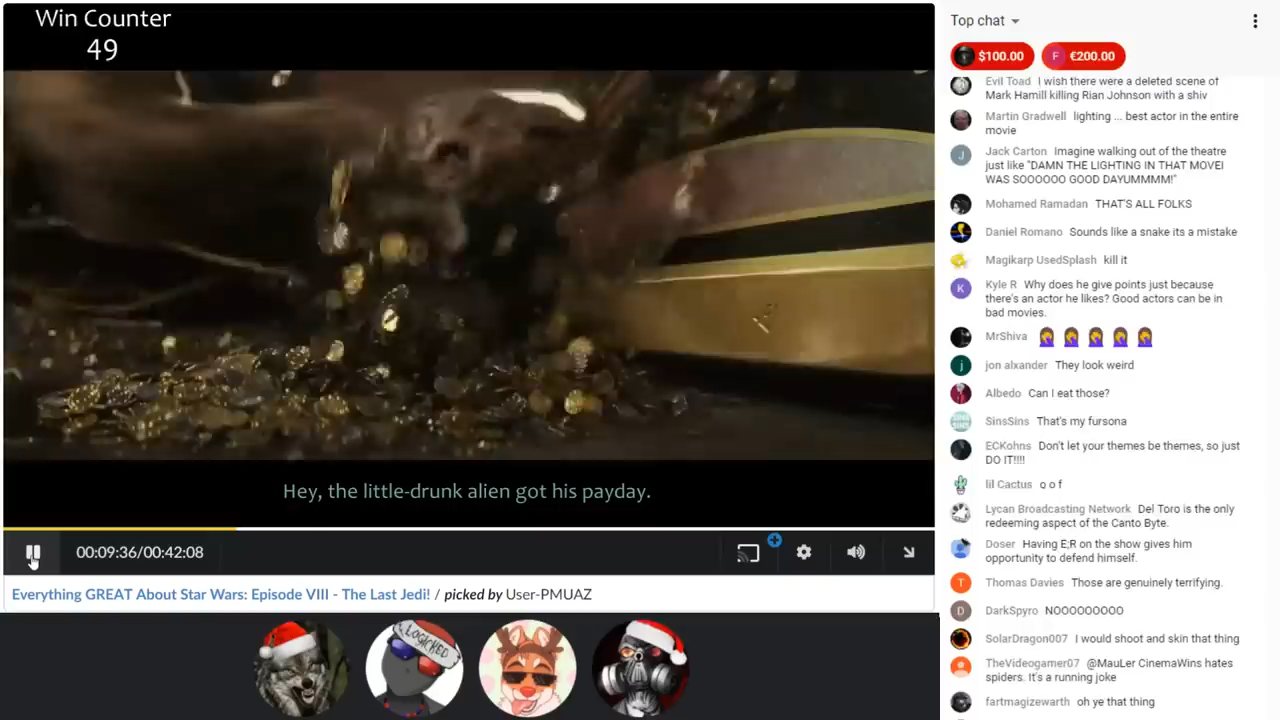 Win Counter
49
Hey, the little-drunk alien got his payday.
00:09:36/00:42:08
Everything GREAT About Star Wars: Episode VIII - The Last Jedi! / picked by User-PMUAZ
LOGICKED
Top chat
$100.00
F €200.00
Evil Toad I wish there were a deleted scene of
Mark Hamill killing Rian Johnson with a shiv
Martin Gradwell lighting ... best actor in the entire
movie
J Jack Carton Imagine walking out of the theatre
just like "DAMN THE LIGHTING IN THAT MOVEI
WAS SOOOOOO GOOD DAYUMMMM!"
Mohamed Ramadan THAT'S ALL FOLKS
Daniel Romano Sounds like a snake its a mistake
Magikarp UsedSplash kill it
K Kyle R Why does he give points just because
there's an actor he likes? Good actors can be in
bad movies.
MrShiva 🤦‍♀️ 🤦‍♀️ 🤦‍♀️ 🤦‍♀️ 🤦‍♀️
j jon alxander They look weird
Albedo Can I eat those?
SINS SINS SinsSins That's my fursona
ECKohns Don't let your themes be themes, so just
DO IT!!!!
lil Cactus o o f
Lycan Broadcasting Network Del Toro is the only
redeeming aspect of the Canto Byte.
Doser Having E;R on the show gives him
opportunity to defend himself.
T Thomas Davies Those are genuinely terrifying.
D DarkSpyro NOOOOOOOOO
SolarDragon007 I would shoot and skin that thing
TheVideogamer07 @MauLer CinemaWins hates
spiders. It's a running joke
fartmagizewarth oh ye that thing